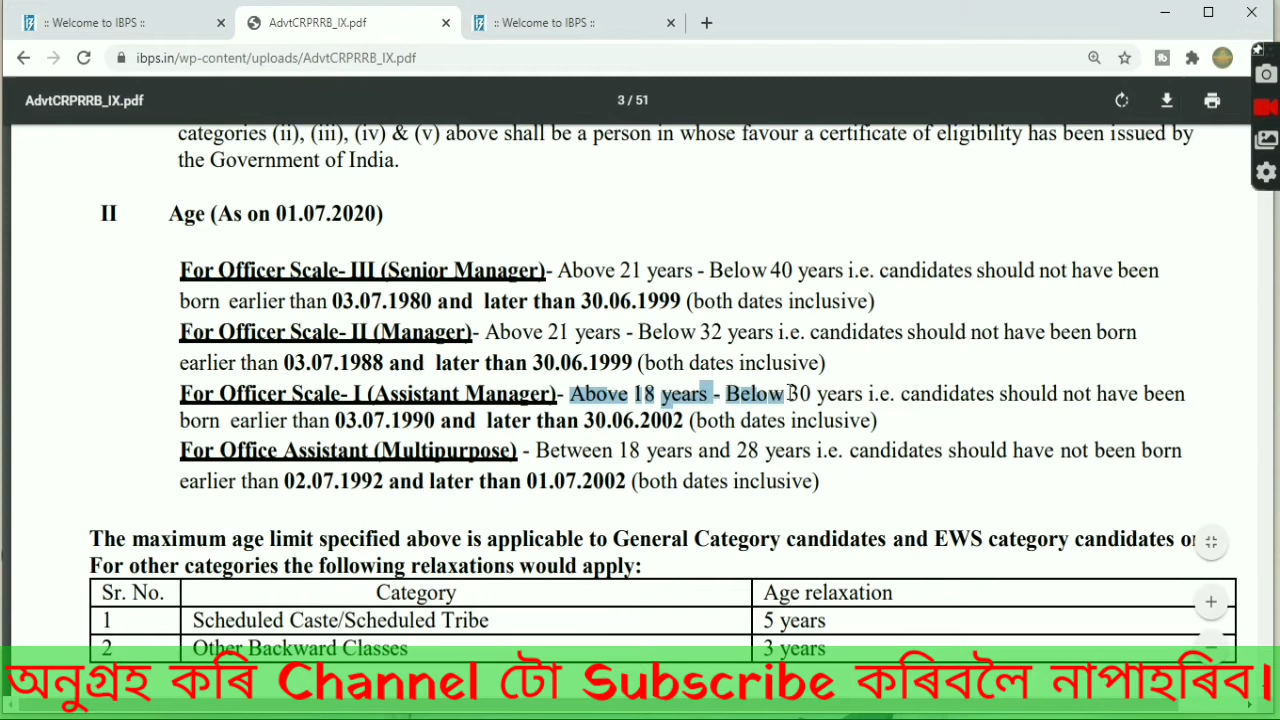 :: Welcome to IBPS ::
AdvtCRPRRB_IX.pdf
:: Welcome to IBPS ::
ibps.in/wp-content/uploads/AdvtCRPRRB_IX.pdf
AdvtCRPRRB_IX.pdf
3 / 51
categories (ii), (iii), (iv) & (v) above shall be a person in whose favour a certificate of eligibility has been issued by
the Government of India.
II Age (As on 01.07.2020)
For Officer Scale- III (Senior Manager)- Above 21 years - Below 40 years i.e. candidates should not have been
born earlier than 03.07.1980 and later than 30.06.1999 (both dates inclusive)
For Officer Scale- II (Manager)- Above 21 years - Below 32 years i.e. candidates should not have been born
earlier than 03.07.1988 and later than 30.06.1999 (both dates inclusive)
For Officer Scale- I (Assistant Manager)- Above 18 years - Below 30 years i.e. candidates should not have been
born earlier than 03.07.1990 and later than 30.06.2002 (both dates inclusive)
For Office Assistant (Multipurpose) - Between 18 years and 28 years i.e. candidates should have not been born
earlier than 02.07.1992 and later than 01.07.2002 (both dates inclusive)
The maximum age limit specified above is applicable to General Category candidates and EWS category candidates
For other categories the following relaxations would apply:
Sr. No. Category Age relaxation
1 Scheduled Caste/Scheduled Tribe 5 years
2 Other Backward Classes 3 years
অনুগ্ৰহ কৰি Channel টো Subscribe কৰিবলৈ নাপাহৰিব।